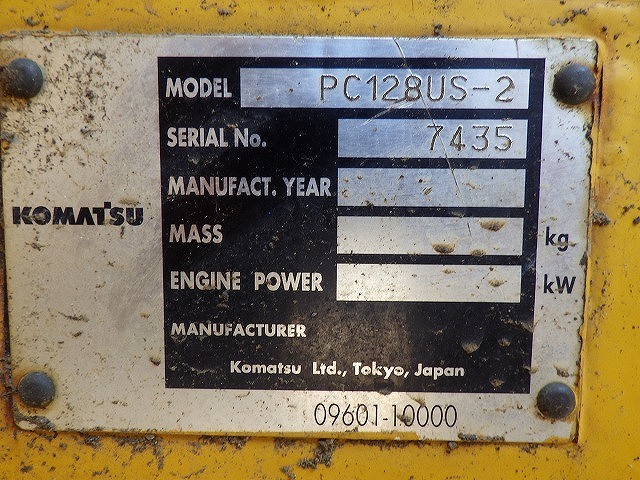 MODEL PC128US-2
SERIAL No. 7435
MANUFACT. YEAR
KOMATSU
MASS kg
ENGINE POWER kW
MANUFACTURER
Komatsu Ltd., Tokyo, Japan
09601-10000